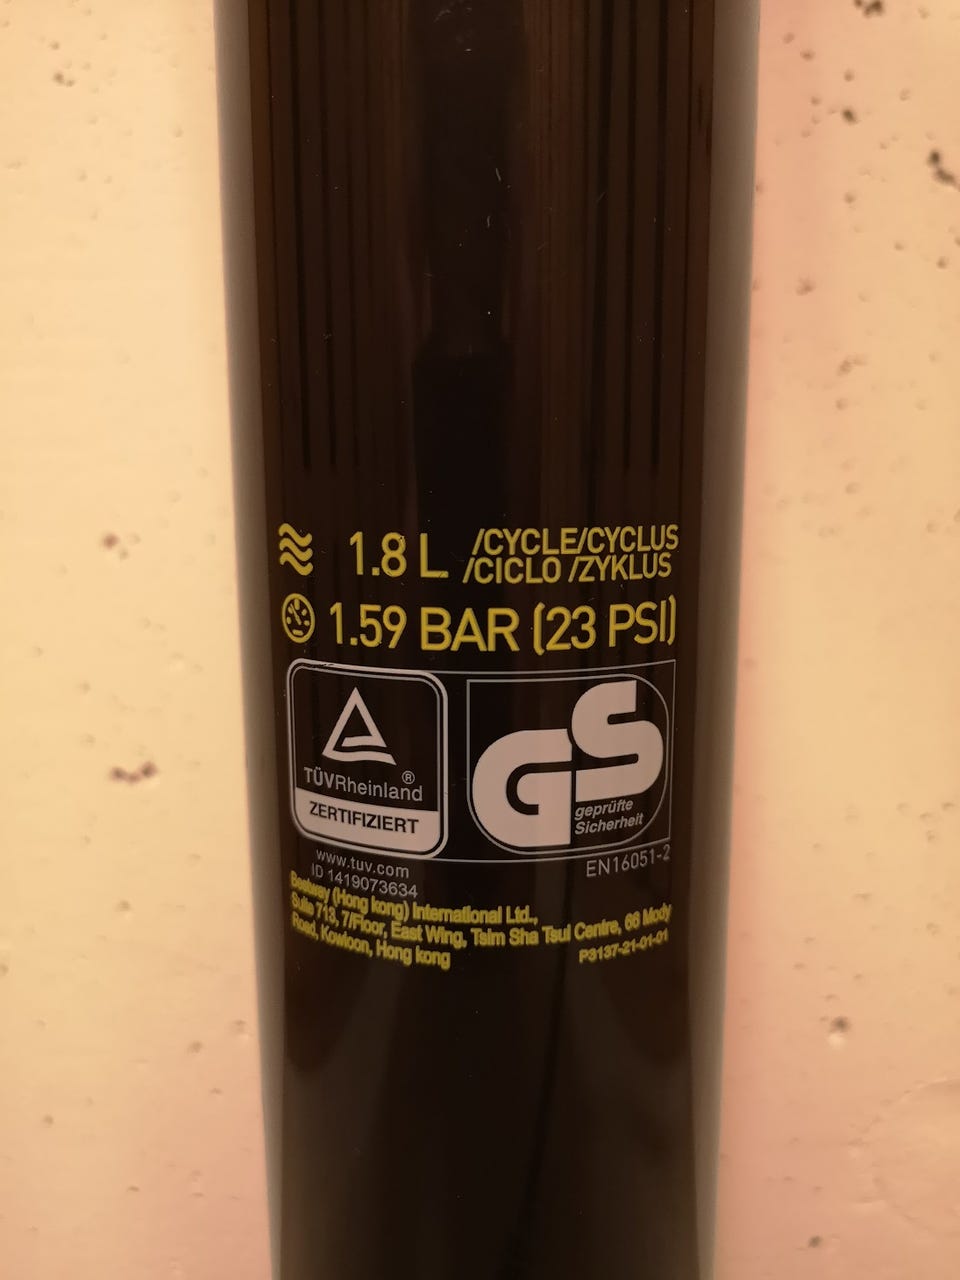 1.8 L /CYCLE/CYCLUS
/CICLO /ZYKLUS
1.59 BAR (23 PSI)
TÜVRheinland ®
ZERTIFIZIERT
GS
geprüfte
Sicherheit
www.tuv.com
ID 1419073634
EN16051-2
Bestway (Hong kong) International Ltd.,
Suite 713, 7/Floor, East Wing, Tsim Sha Tsui Centre, 66 Mody
Road, Kowloon, Hong kong
P3137-21-01-01